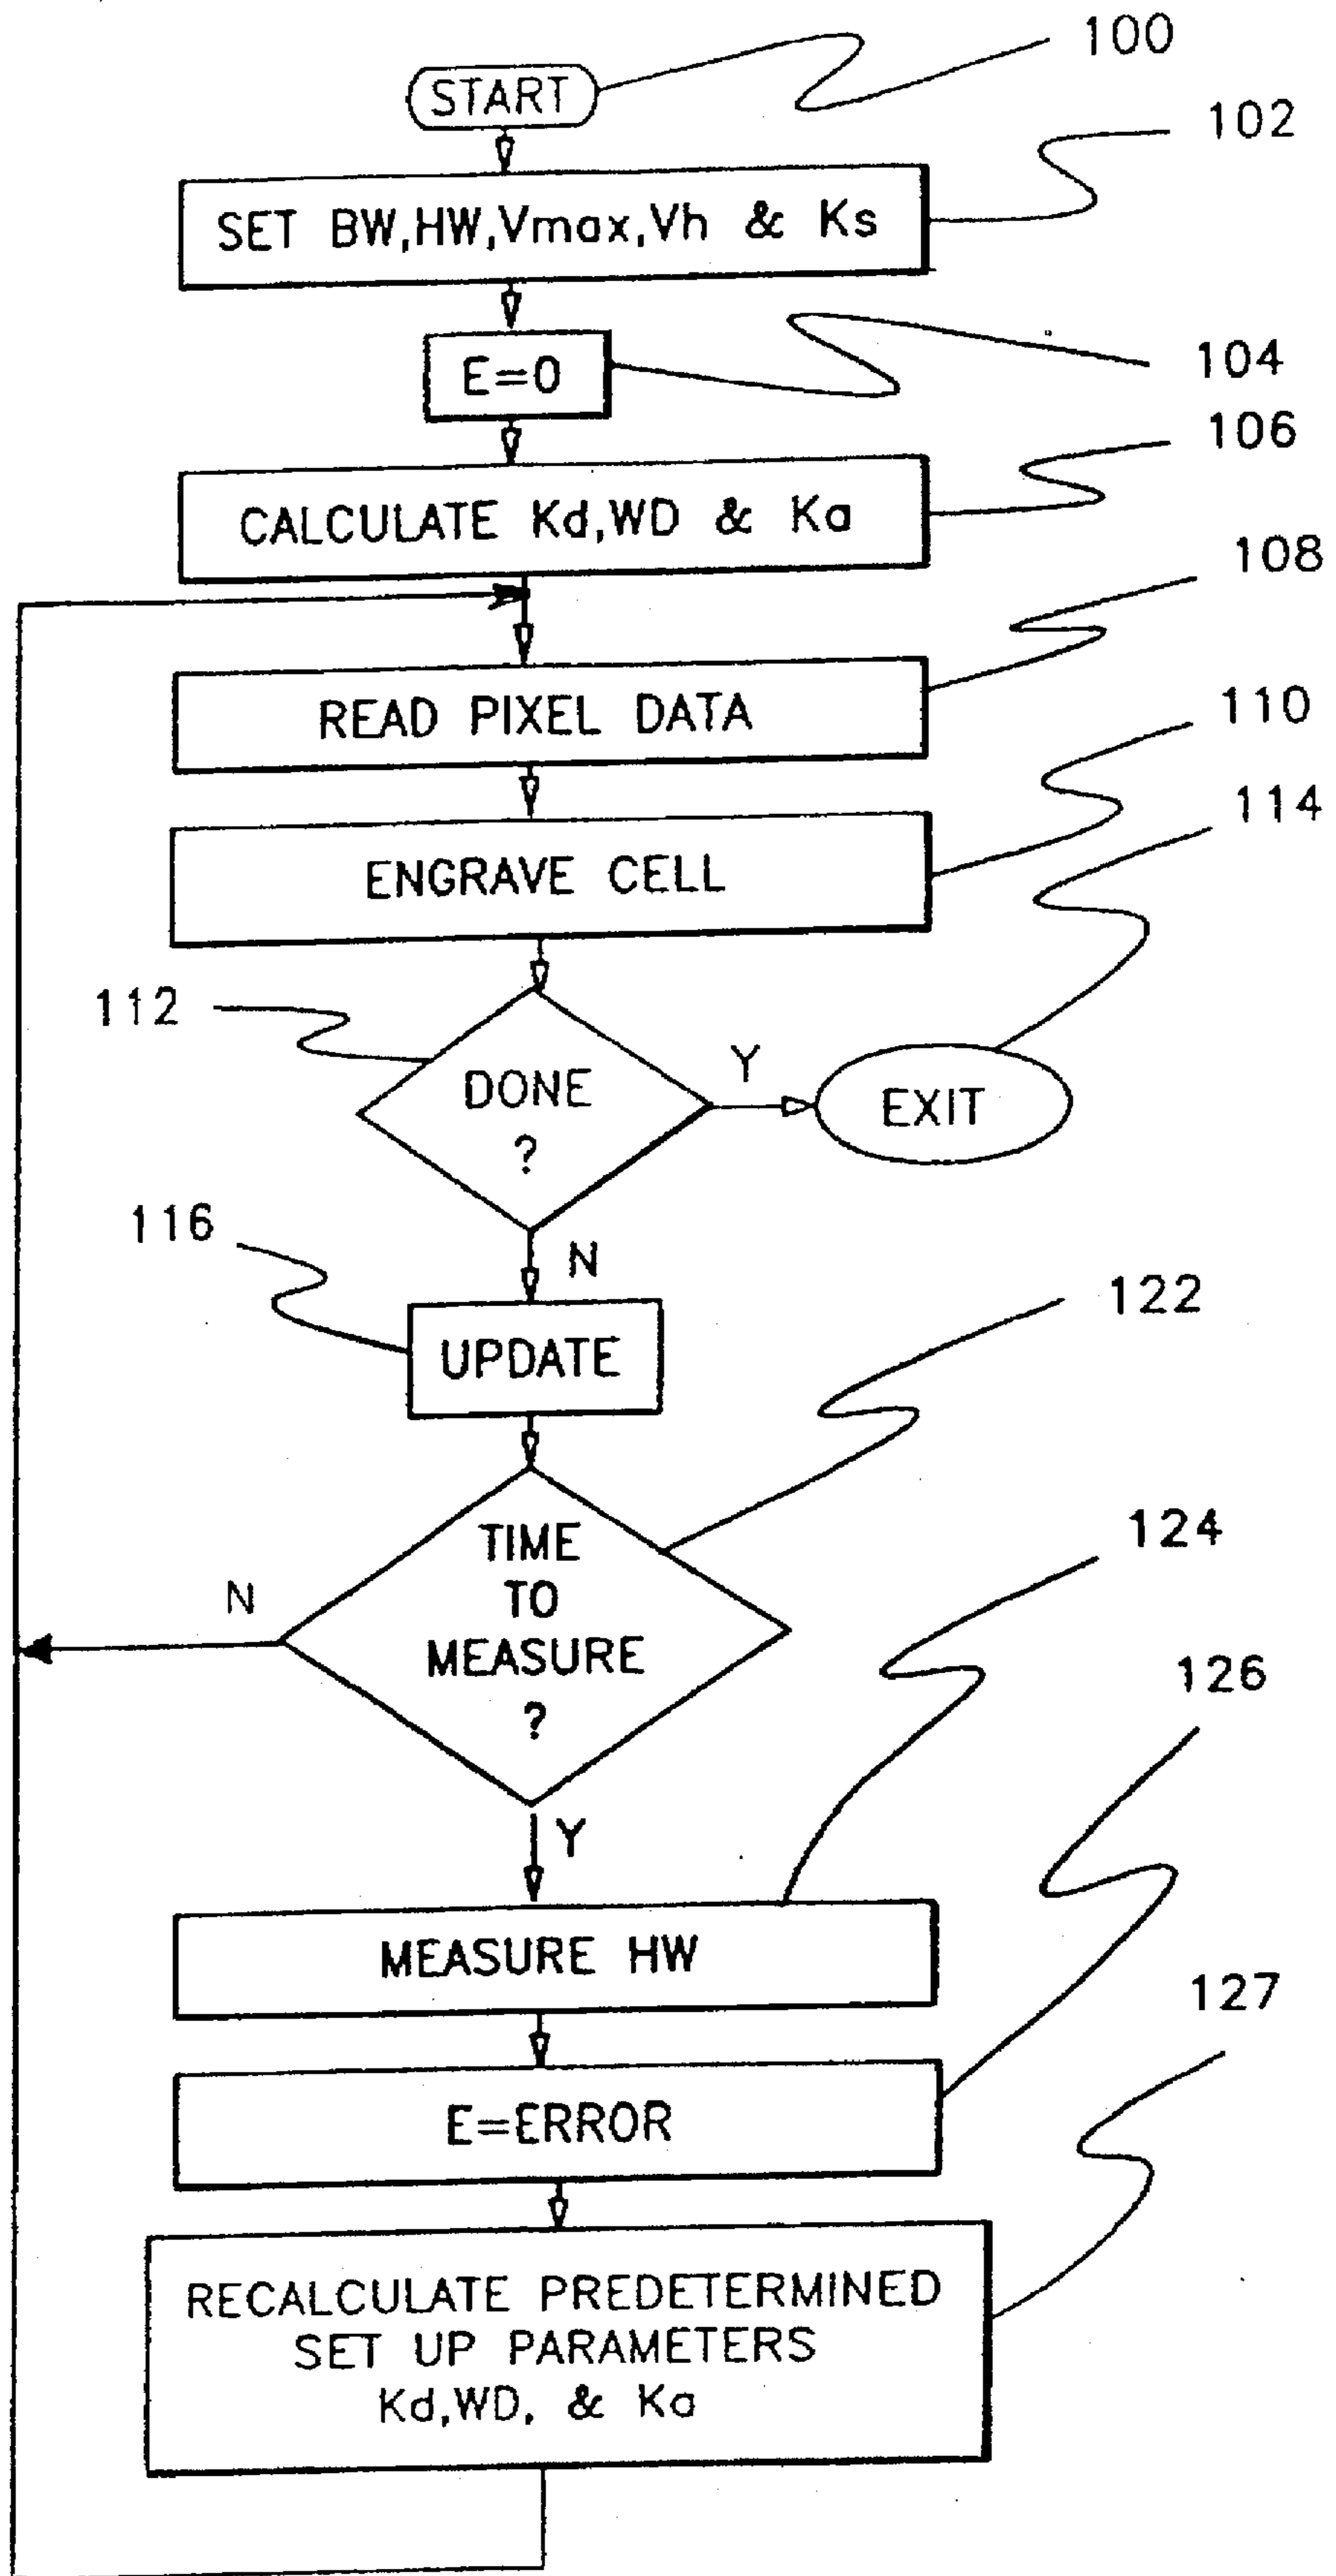 100
START
102
SET BW,HW,Vmax,Vh & Ks
104
E=0
106
CALCULATE Kd,WD & Ka
108
READ PIXEL DATA
110
ENGRAVE CELL
114
112
DONE
?
Y
EXIT
116
N
UPDATE
122
TIME
TO
MEASURE
?
N
124
Y
126
MEASURE HW
127
E=ERROR
RECALCULATE PREDETERMINED
SET UP PARAMETERS
Kd,WD, & Ka